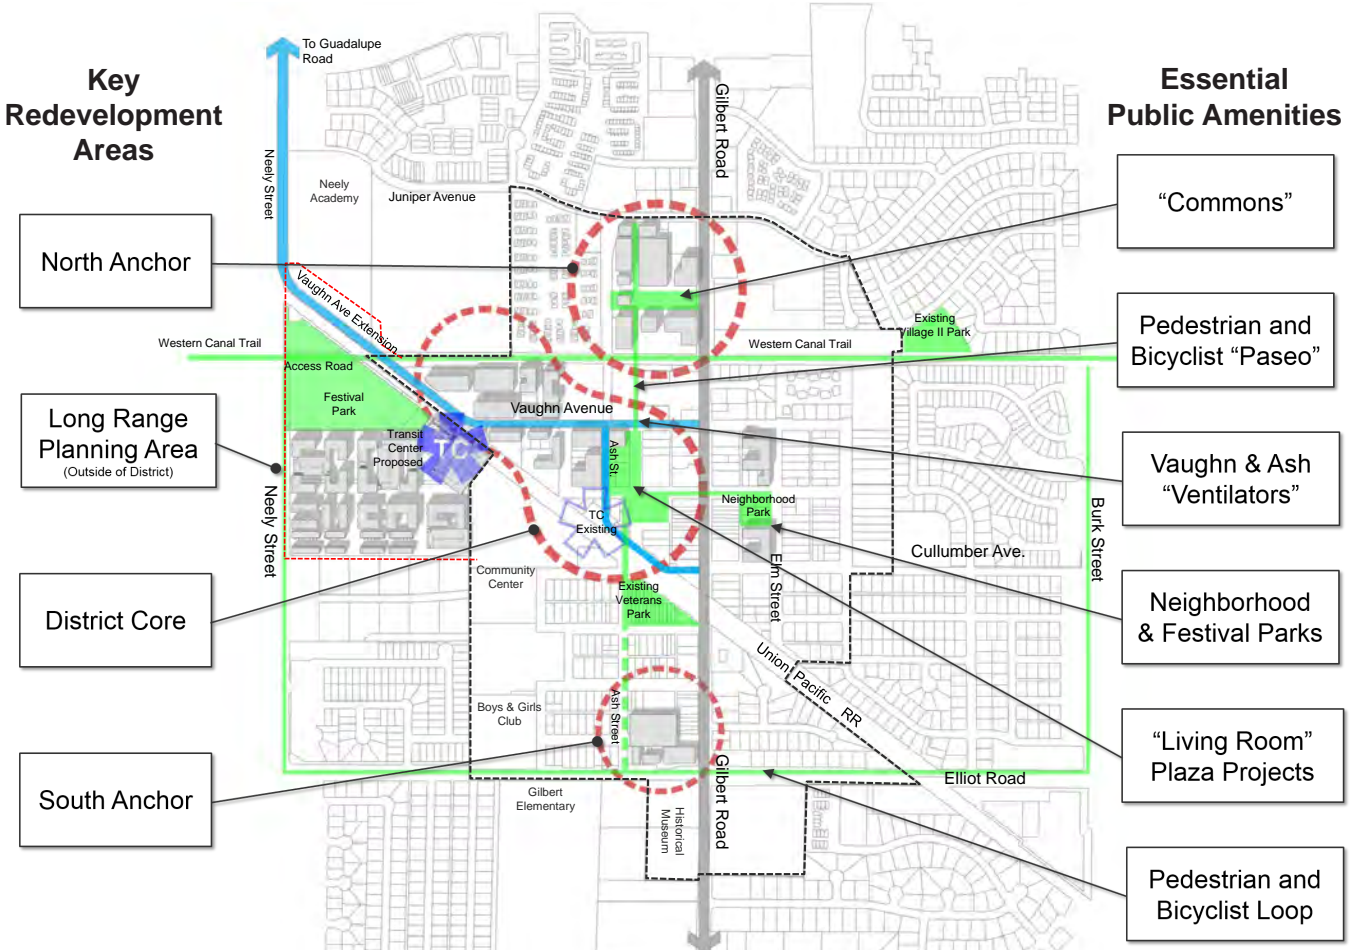 Key
Redevelopment
Areas
North Anchor
Long Range
Planning Area
(Outside of District)
District Core
South Anchor
To Guadalupe
Road
Neely Street
Neely
Academy
Juniper Avenue
Gilbert Road
Vaughn Ave Extension
Western Canal Trail
Western Canal Trail
Existing
Village II Park
Access Road
Festival
Park
Vaughn Avenue
Transit
Center
Proposed
TC
Ash St.
Neighborhood
Park
TC
Existing
Neely Street
Burk Street
Cullumber Ave.
Elm Street
Community
Center
Existing
Veterans
Park
Union Pacific RR
Boys & Girls
Club
Ash Street
Gilbert Road
Elliot Road
Gilbert
Elementary
Historical
Museum
Essential
Public Amenities
“Commons”
Pedestrian and
Bicyclist “Paseo”
Vaughn & Ash
“Ventilators”
Neighborhood
& Festival Parks
“Living Room”
Plaza Projects
Pedestrian and
Bicyclist Loop